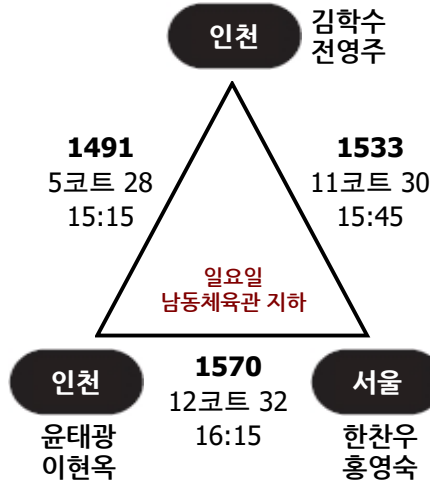 인천
김학수
전영주
1491
5코트 28
15:15
1533
11코트 30
15:45
일요일
남동체육관 지하
인천
윤태광
이현옥
1570
12코트 32
16:15
서울
한찬우
홍영숙